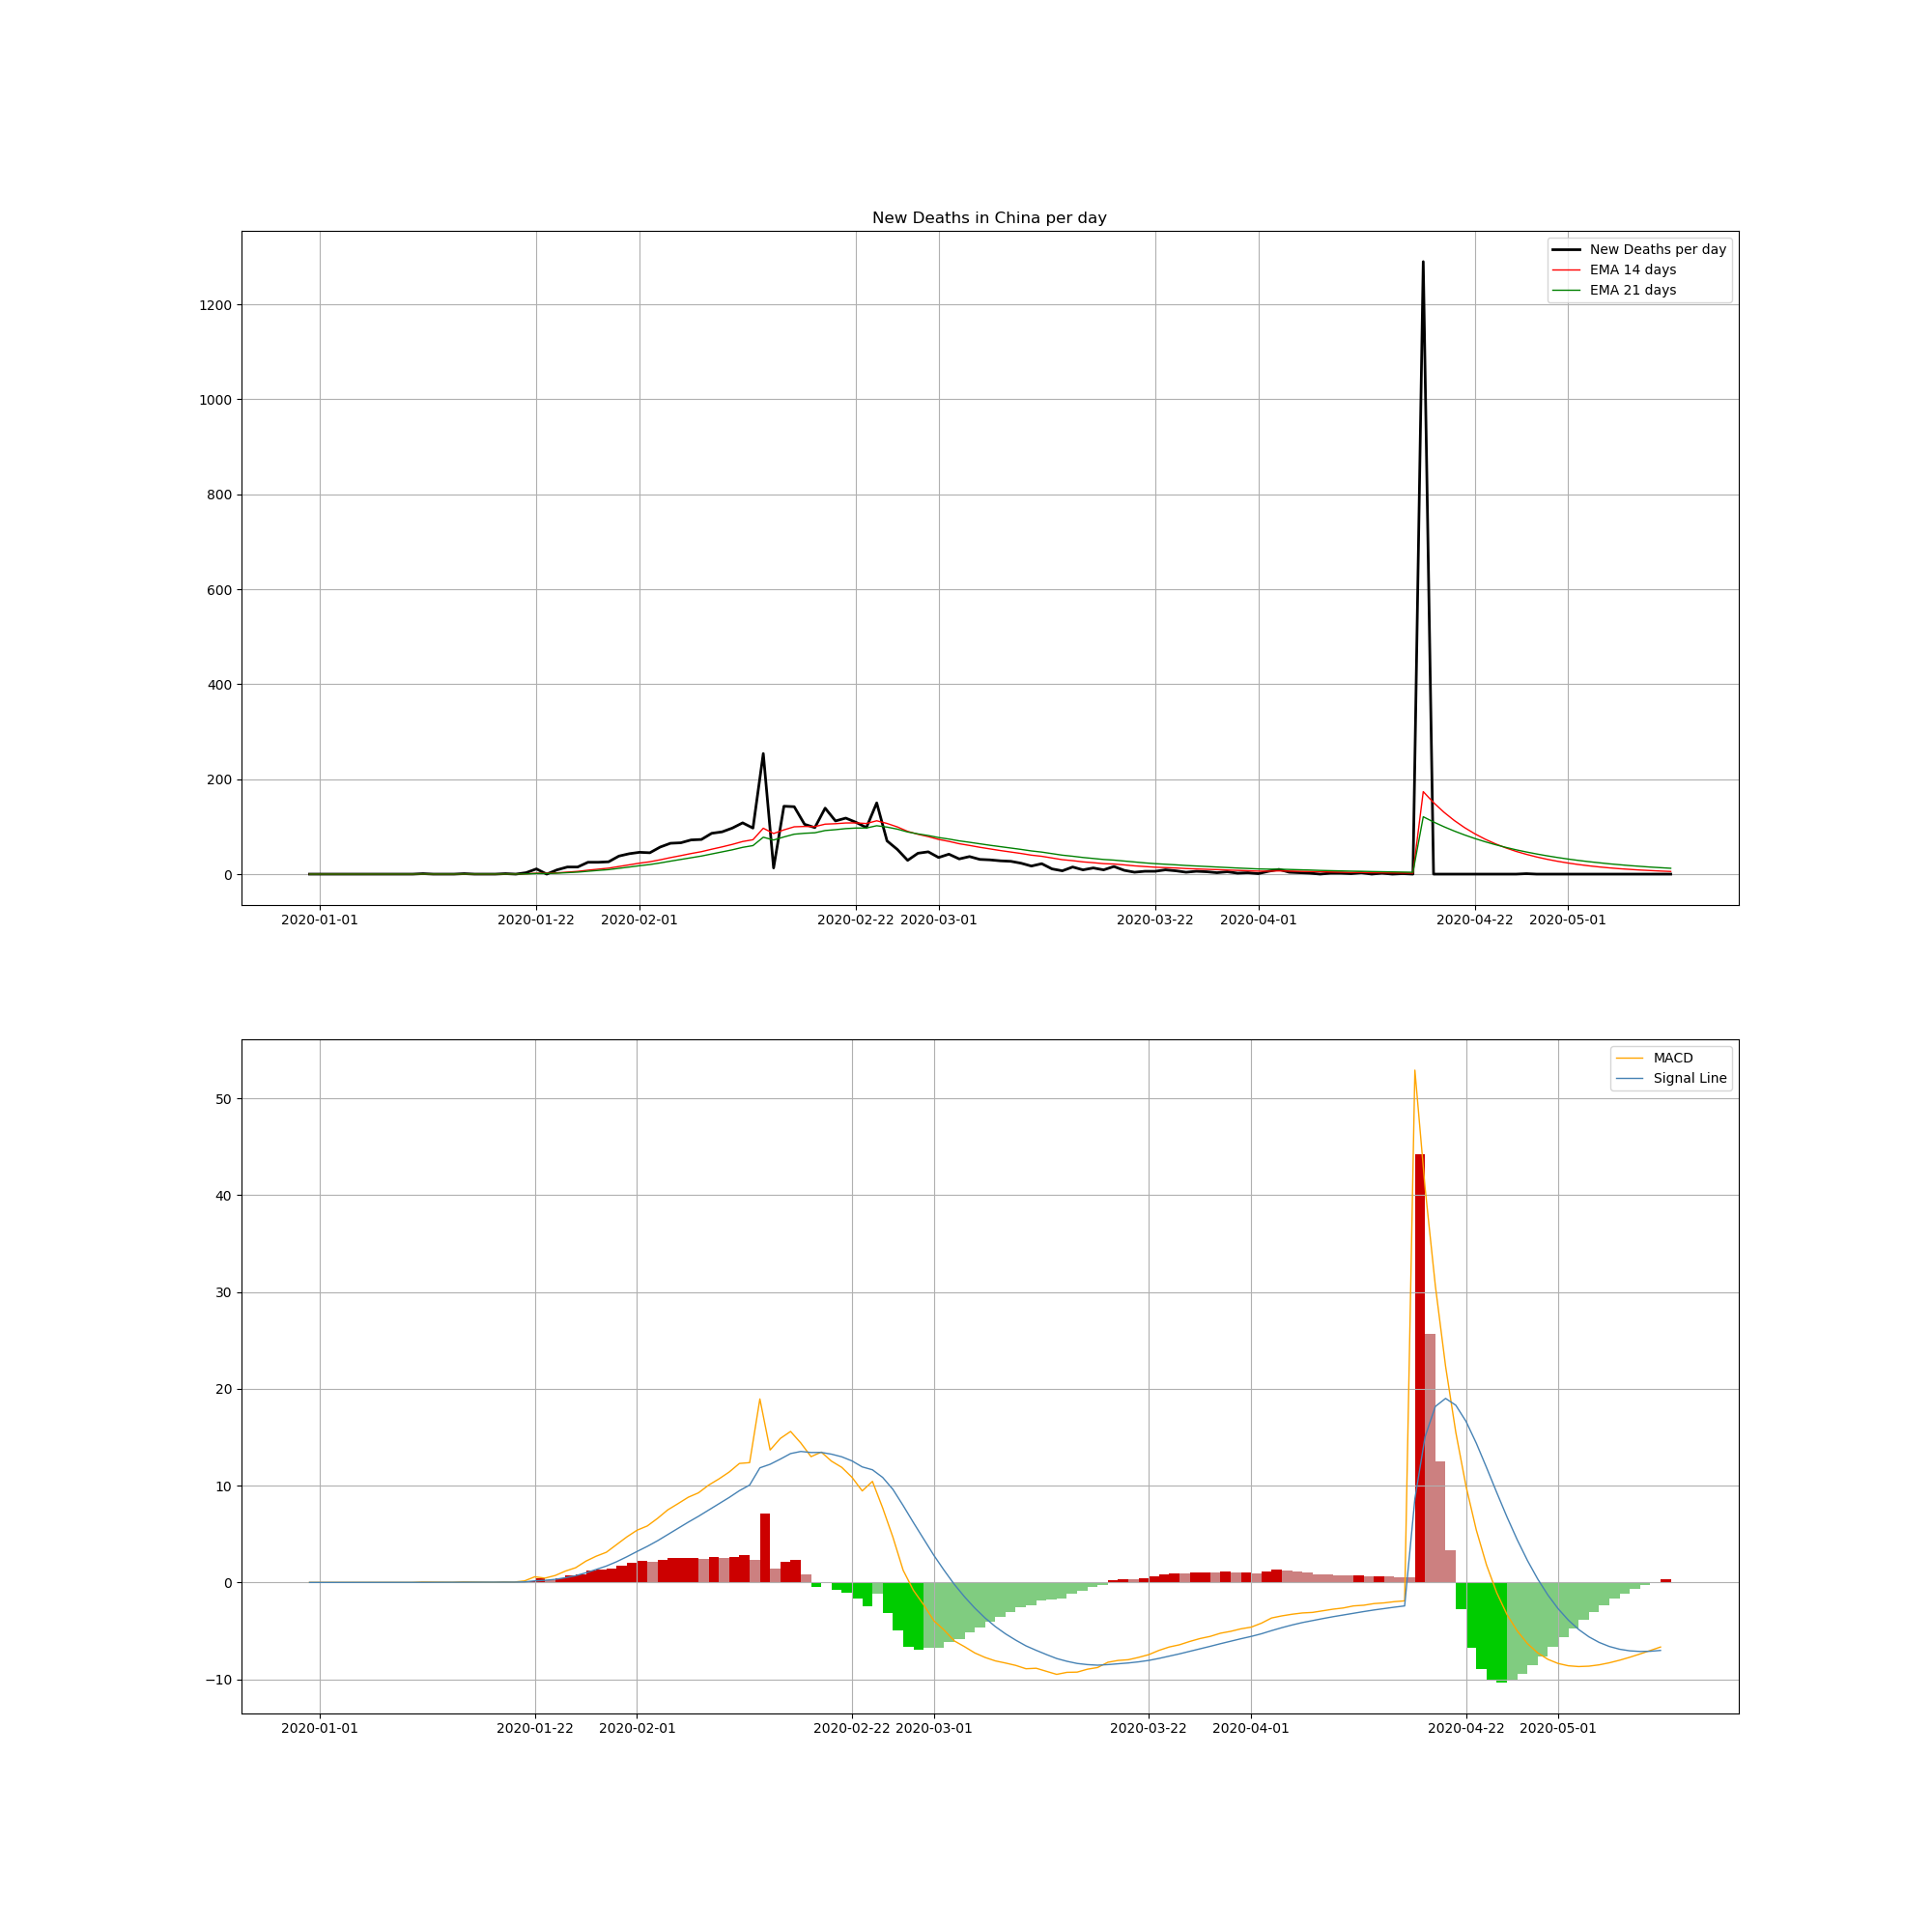 New Deaths in China per day
New Deaths per day
EMA 14 days
EMA 21 days
1200
1000
800
600
400
200
0
2020-01-01 2020-01-22 2020-02-01 2020-02-22 2020-03-01 2020-03-22 2020-04-01 2020-04-22 2020-05-01
MACD
Signal Line
50
40
30
20
10
0
−10
2020-01-01 2020-01-22 2020-02-01 2020-02-22 2020-03-01 2020-03-22 2020-04-01 2020-04-22 2020-05-01